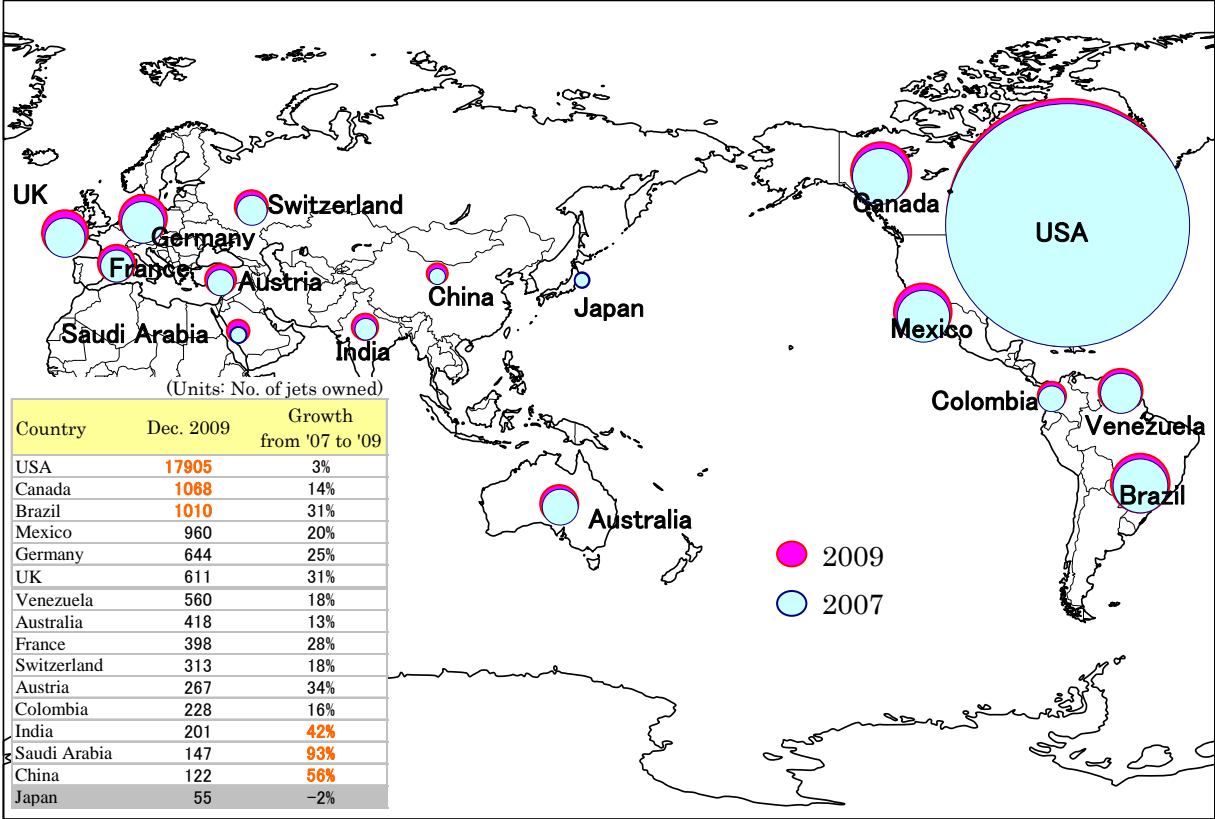 UK
Switzerland
Germany
France
Austria
Saudi Arabia
China
India
Japan
Canada
USA
Mexico
Colombia
Venezuela
Brazil
Australia
2009
2007
(Units: No. of jets owned)
Country Dec. 2009 Growth from '07 to '09
USA 17905 3%
Canada 1068 14%
Brazil 1010 31%
Mexico 960 20%
Germany 644 25%
UK 611 31%
Venezuela 560 18%
Australia 418 13%
France 398 28%
Switzerland 313 18%
Austria 267 34%
Colombia 228 16%
India 201 42%
Saudi Arabia 147 93%
China 122 56%
Japan 55 −2%